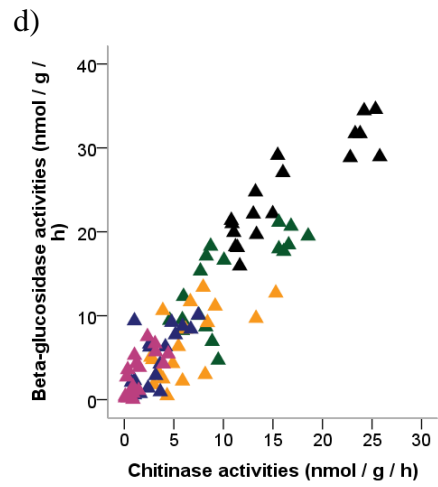 d)
Beta-glucosidase activities (nmol / g /
h)
40
30
20
10
0
0 5 10 15 20 25 30
Chitinase activities (nmol / g / h)